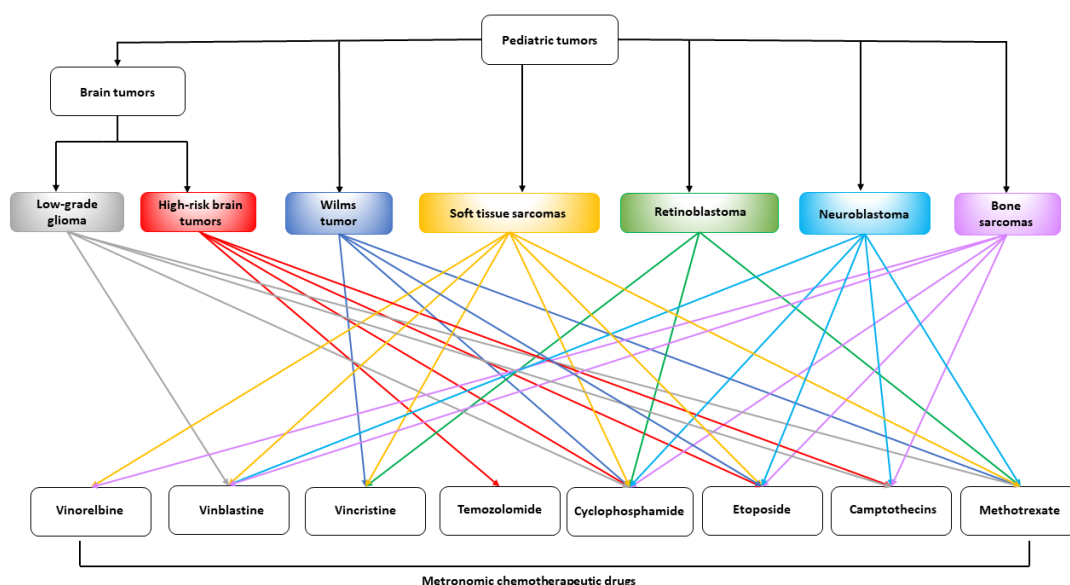 Pediatric tumors
Brain tumors
Low-grade
glioma
High-risk brain
tumors
Wilms
tumor
Soft tissue sarcomas
Retinoblastoma
Neuroblastoma
Bone
sarcomas
Vinorelbine
Vinblastine
Vincristine
Temozolomide
Cyclophosphamide
Etoposide
Camptothecins
Methotrexate
Metronomic chemotherapeutic drugs